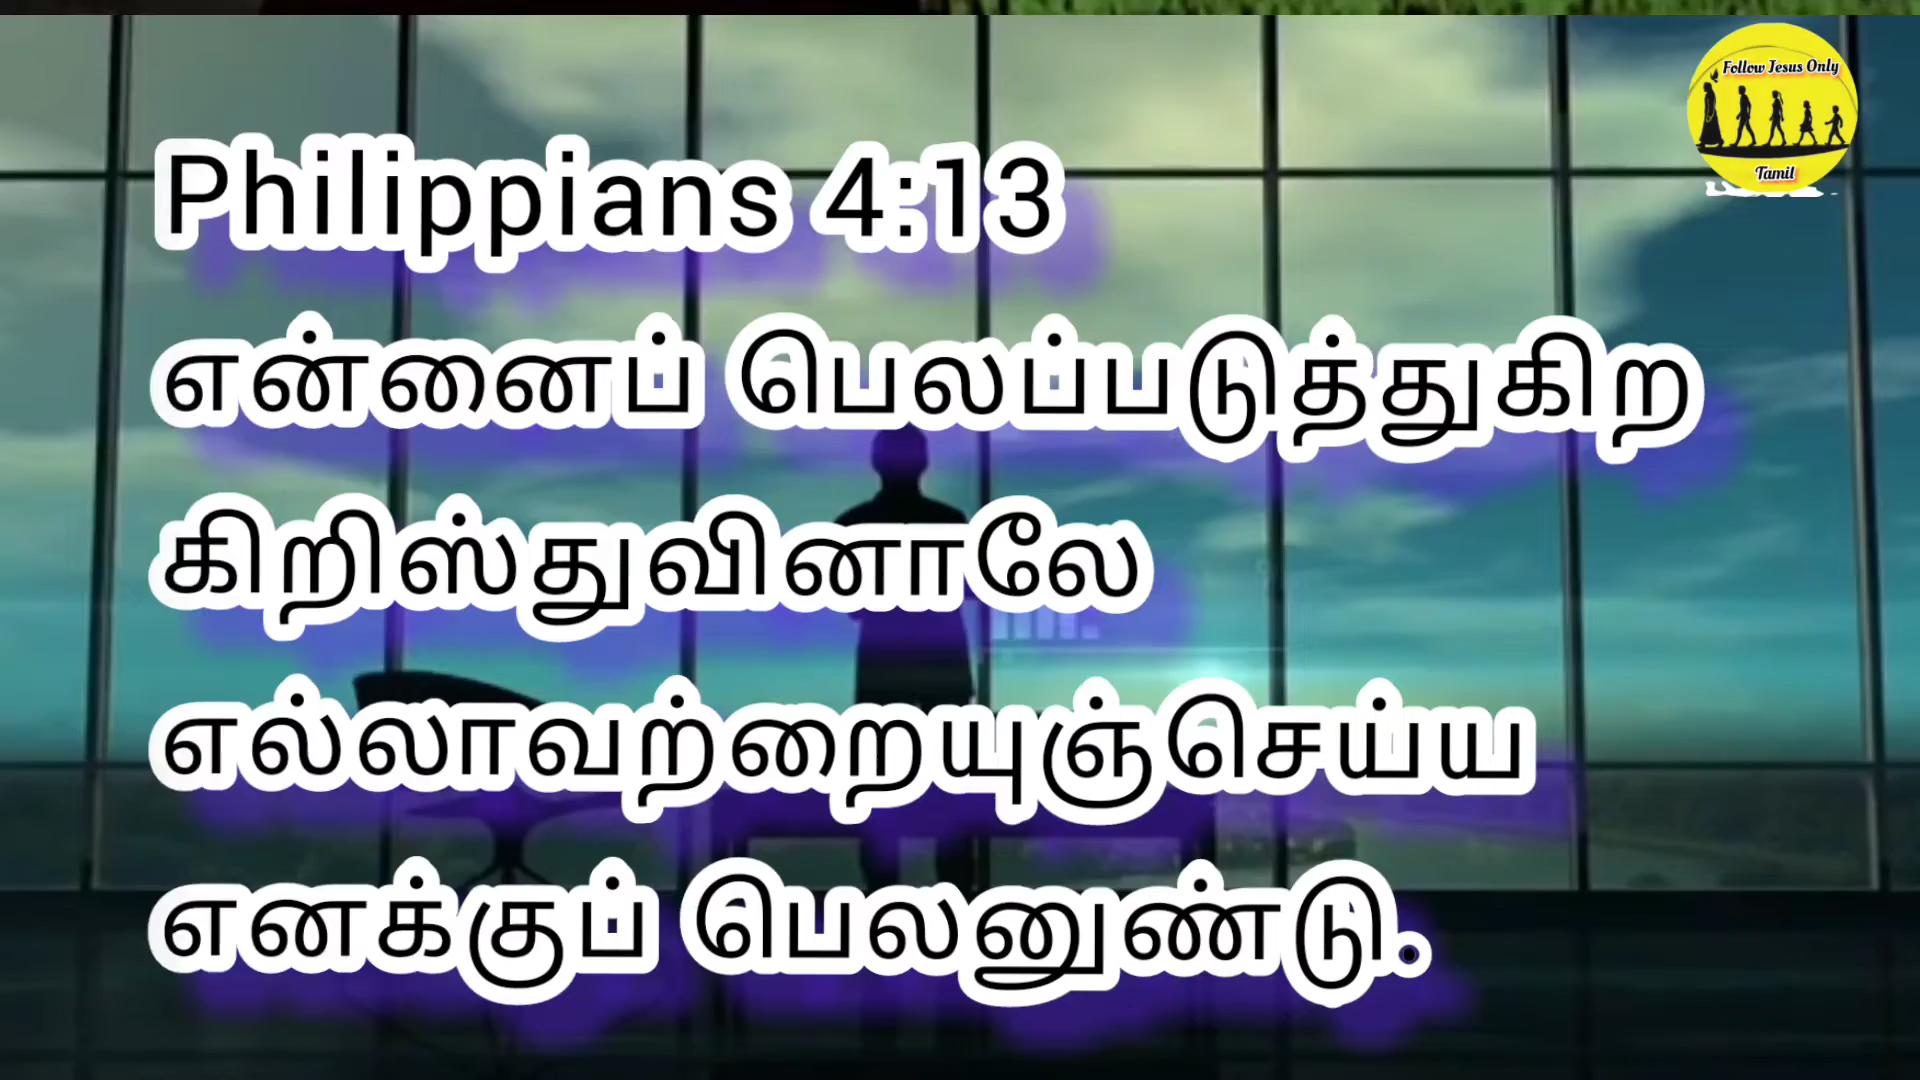 Follow Jesus Only
Tamil
Philippians 4:13
என்னைப் பெலப்படுத்துகிற
கிறிஸ்துவினாலே
எல்லாவற்றையுஞ்செய்ய
எனக்குப் பெலனுண்டு.